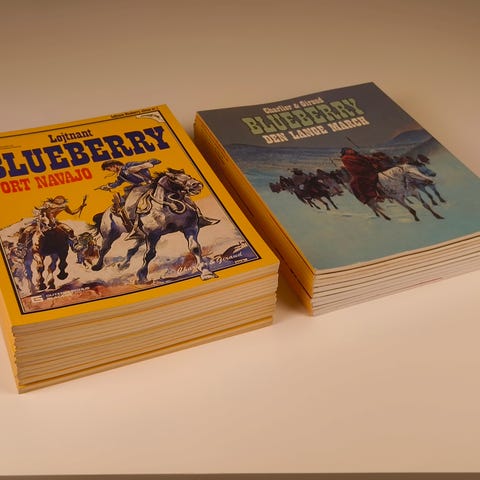 Løjtnant
BLUEBERRY
FORT NAVAJO
Charlier & Giraud
BLUEBERRY
DEN LANGE MARCH